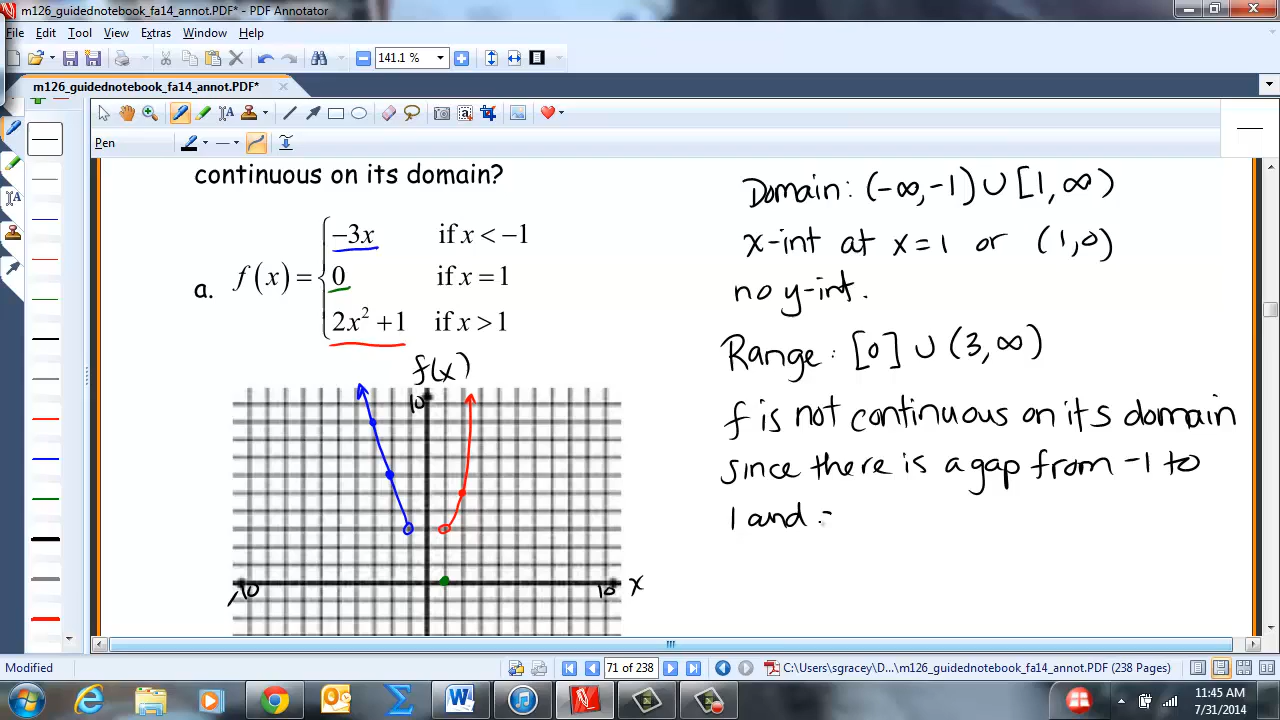 m126_guidednotebook_fa14_annot.PDF* - PDF Annotator
File Edit Tool View Extras Window Help
141.1 %
m126_guidednotebook_fa14_annot.PDF*
Pen
continuous on its domain?
a. f(x) = { −3x if x < −1
0 if x = 1
2x² + 1 if x > 1
f(x)
10
-10
10
x
Domain: (-∞, -1) ∪ [1, ∞)
x-int at x = 1 or (1, 0)
no y-int.
Range: [0] ∪ (3, ∞)
f is not continuous on its domain
since there is a gap from -1 to
1 and
Modified
71 of 238
C:\Users\sgracey\D...\m126_guidednotebook_fa14_annot.PDF (238 Pages)
11:45 AM
7/31/2014